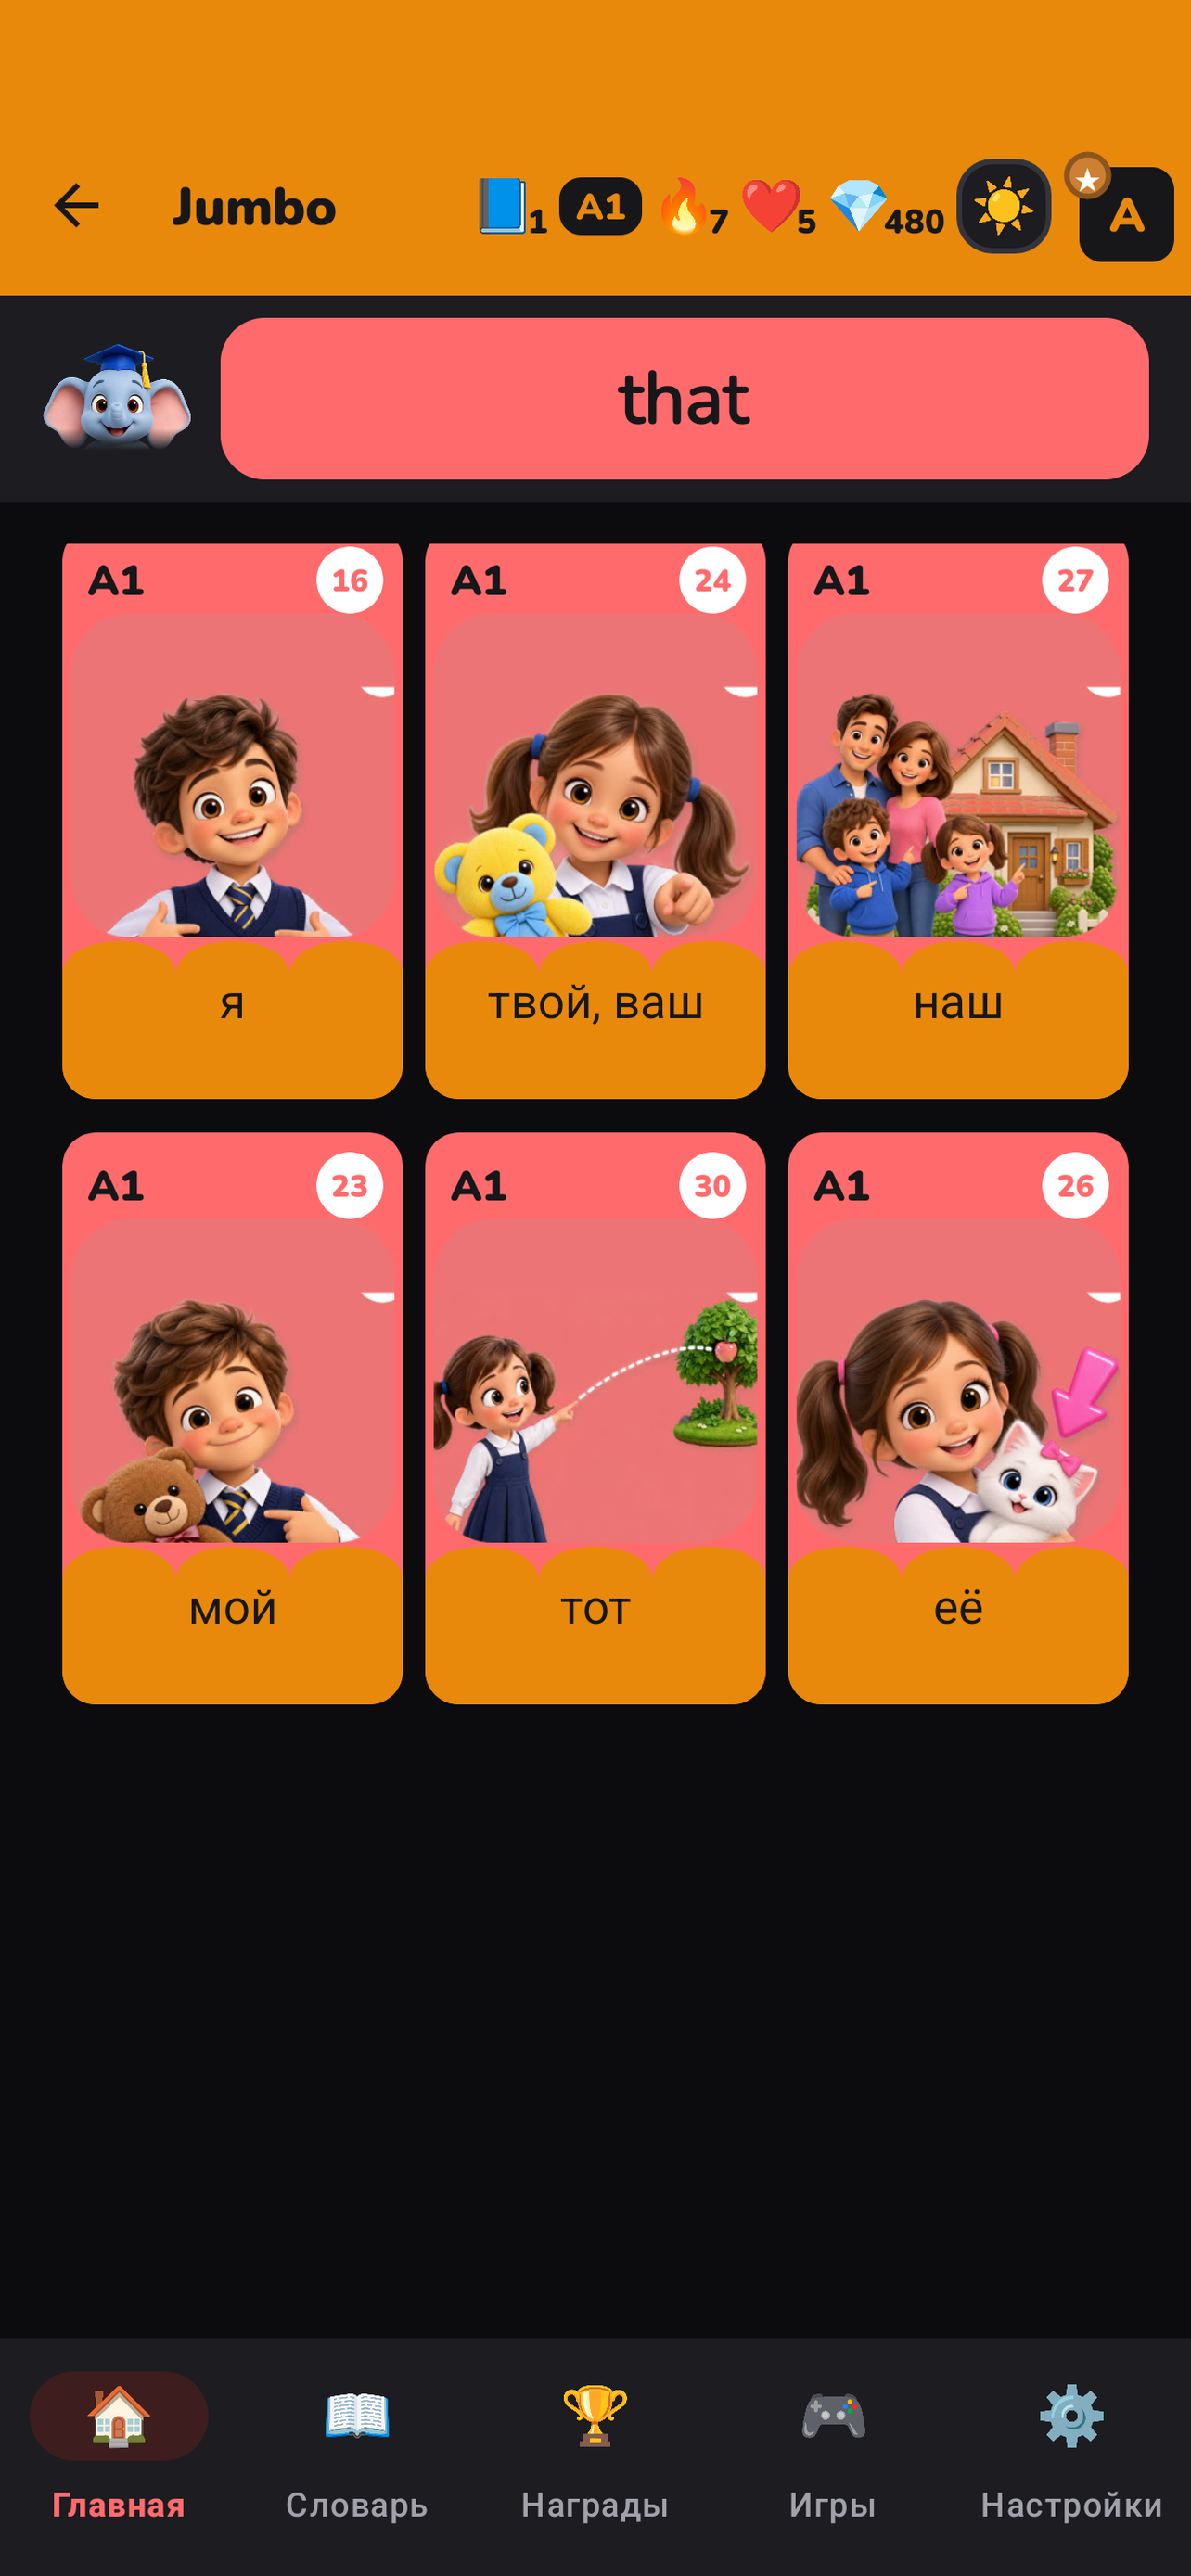 Jumbo 1 A1 7 5 480 A
that
A1 16 A1 24 A1 27
я твой, ваш наш
A1 23 A1 30 A1 26
мой тот её
Главная Словарь Награды Игры Настройки